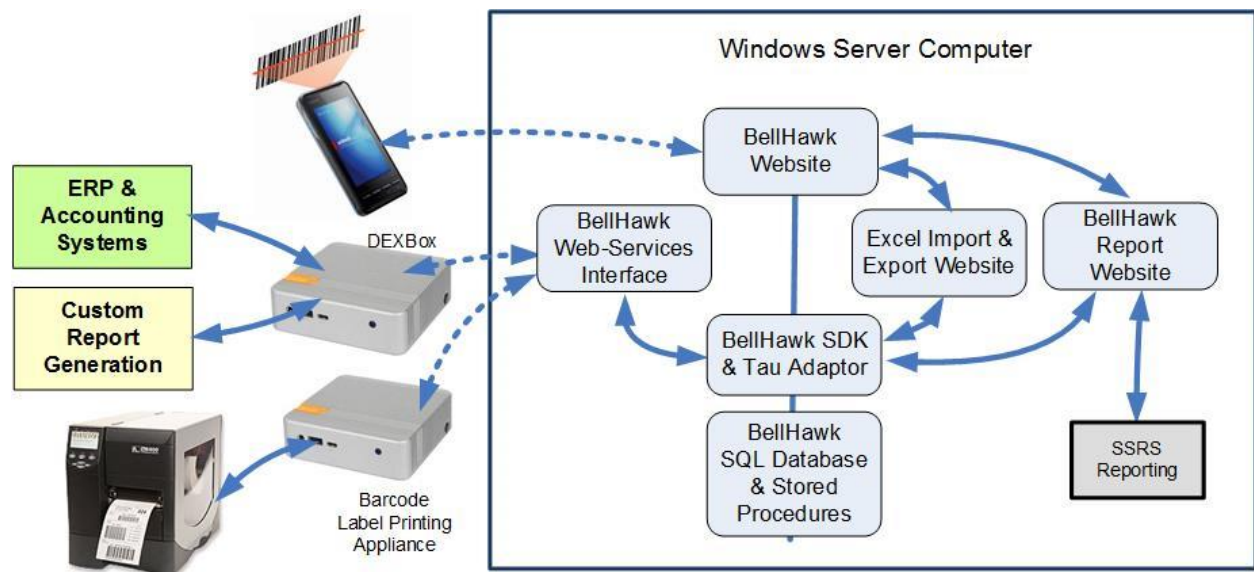 Windows Server Computer
BellHawk
Website
ERP &
Accounting
Systems
DEXBox
BellHawk
Web-Services
Interface
Excel Import &
Export Website
BellHawk
Report
Website
Custom
Report
Generation
BellHawk SDK
& Tau Adaptor
BellHawk
SQL Database
& Stored
Procedures
SSRS
Reporting
Barcode
Label Printing
Appliance